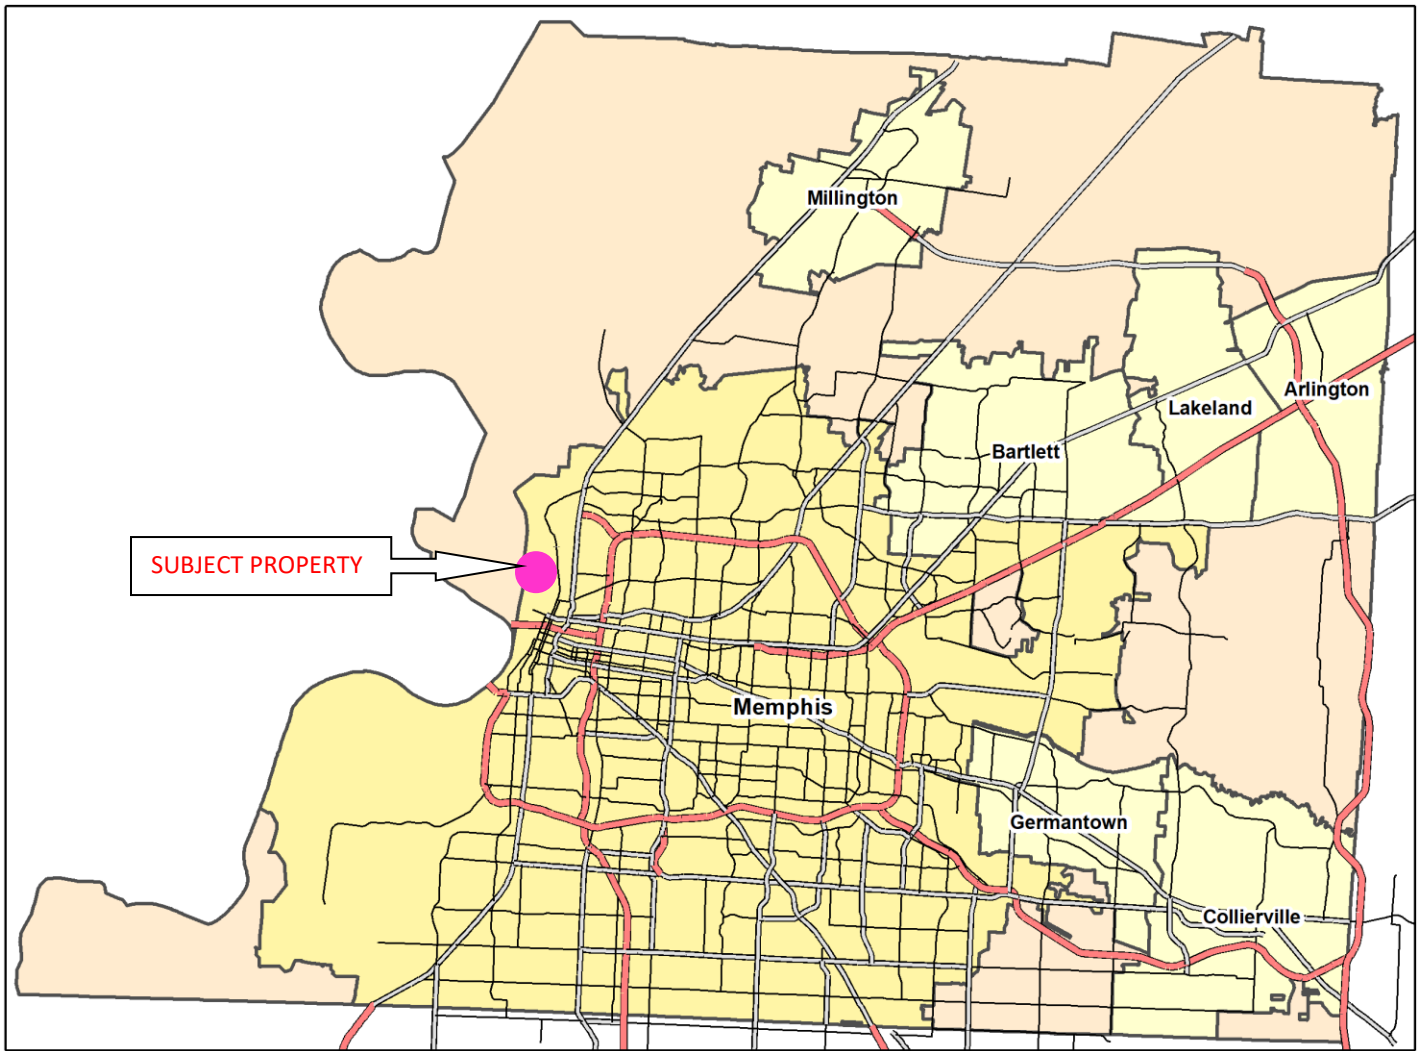 Millington
Arlington
Lakeland
Bartlett
SUBJECT PROPERTY
Memphis
Germantown
Collierville